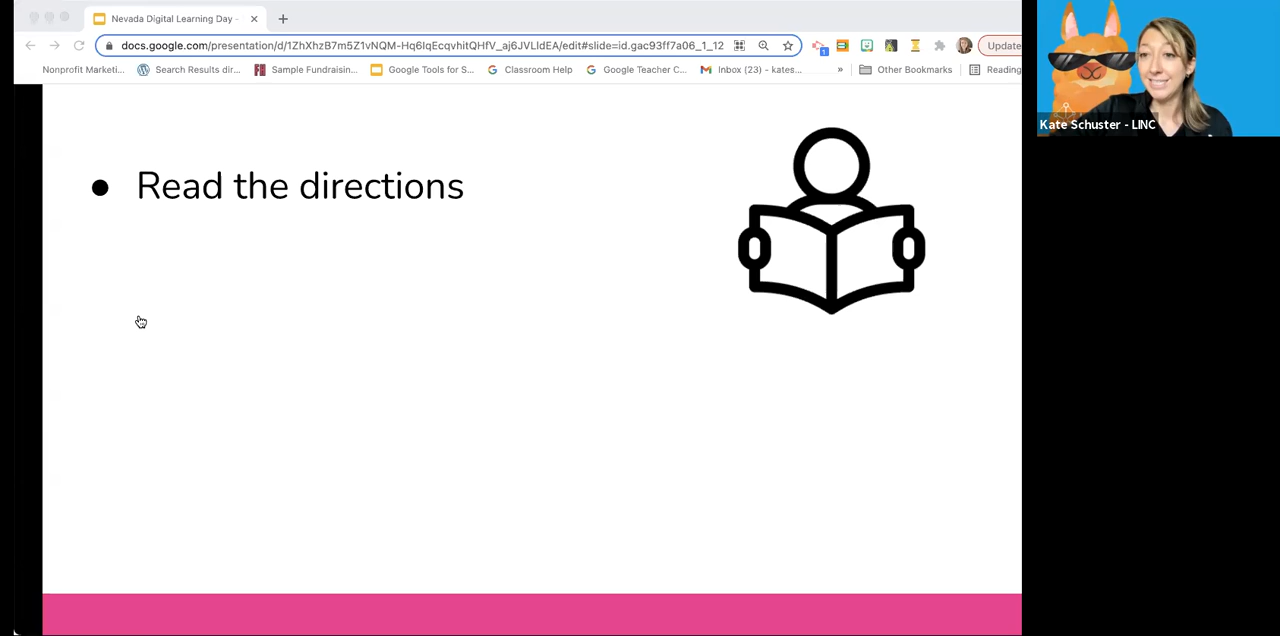 Nevada Digital Learning Day -
docs.google.com/presentation/d/1ZhXhzB7m5Z1vNQM-Hq6IqEcqvhitQHfV_aj6JVLIdEA/edit#slide=id.gac93ff7a06_1_12
1
Update
Nonprofit Marketi... Search Results dir... Sample Fundraisin... Google Tools for S... Classroom Help Google Teacher C... Inbox (23) - kates... » Other Bookmarks Reading
Kate Schuster - LINC
● Read the directions